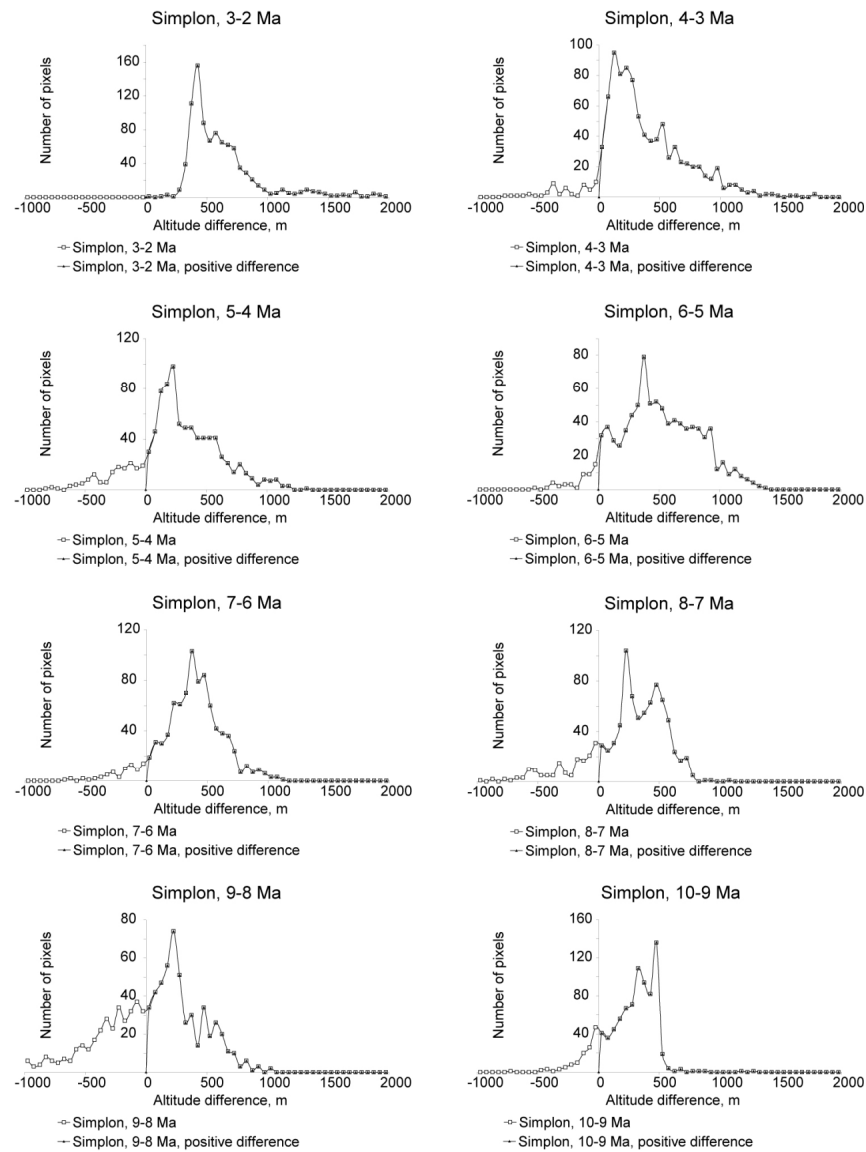 Simplon, 3-2 Ma
Number of pixels
160
120
80
40
-1000 -500 0 500 1000 1500 2000
Altitude difference, m
Simplon, 3-2 Ma
Simplon, 3-2 Ma, positive difference
Simplon, 4-3 Ma
Number of pixels
100
80
60
40
20
-1000 -500 0 500 1000 1500 2000
Altitude difference, m
Simplon, 4-3 Ma
Simplon, 4-3 Ma, positive difference
Simplon, 5-4 Ma
Number of pixels
120
80
40
-1000 -500 0 500 1000 1500 2000
Altitude difference, m
Simplon, 5-4 Ma
Simplon, 5-4 Ma, positive difference
Simplon, 6-5 Ma
Number of pixels
80
60
40
20
-1000 -500 0 500 1000 1500 2000
Altitude difference, m
Simplon, 6-5 Ma
Simplon, 6-5 Ma, positive difference
Simplon, 7-6 Ma
Number of pixels
120
80
40
-1000 -500 0 500 1000 1500 2000
Altitude difference, m
Simplon, 7-6 Ma
Simplon, 7-6 Ma, positive difference
Simplon, 8-7 Ma
Number of pixels
120
80
40
-1000 -500 0 500 1000 1500 2000
Altitude difference, m
Simplon, 8-7 Ma
Simplon, 8-7 Ma, positive difference
Simplon, 9-8 Ma
Number of pixels
80
60
40
20
-1000 -500 0 500 1000 1500 2000
Altitude difference, m
Simplon, 9-8 Ma
Simplon, 9-8 Ma, positive difference
Simplon, 10-9 Ma
Number of pixels
160
120
80
40
-1000 -500 0 500 1000 1500 2000
Altitude difference, m
Simplon, 10-9 Ma
Simplon, 10-9 Ma, positive difference